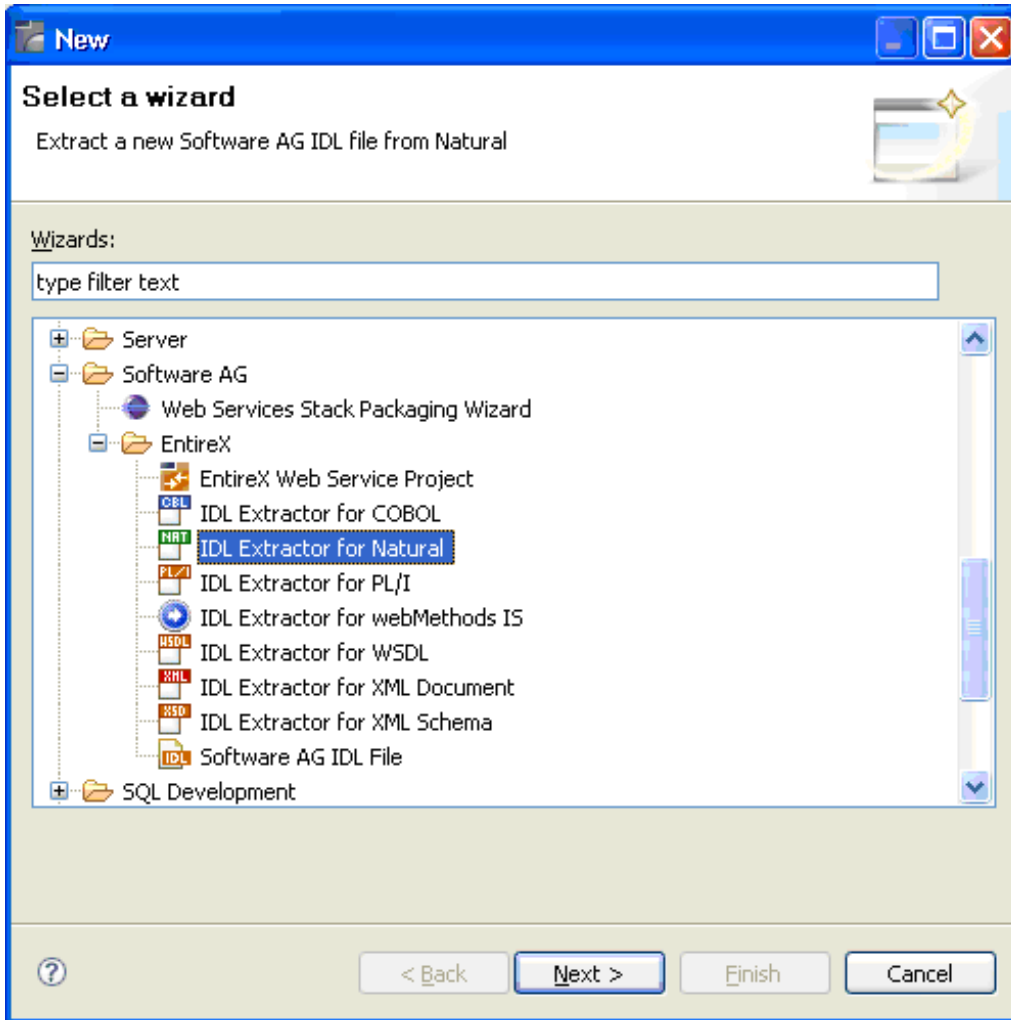 New
Select a wizard
Extract a new Software AG IDL file from Natural
Wizards:
type filter text
Server
Software AG
Web Services Stack Packaging Wizard
EntireX
EntireX Web Service Project
CBL IDL Extractor for COBOL
NAT IDL Extractor for Natural
PL/I IDL Extractor for PL/I
IDL Extractor for webMethods IS
WSDL IDL Extractor for WSDL
XML IDL Extractor for XML Document
XSD IDL Extractor for XML Schema
IDL Software AG IDL File
SQL Development
? < Back Next > Finish Cancel